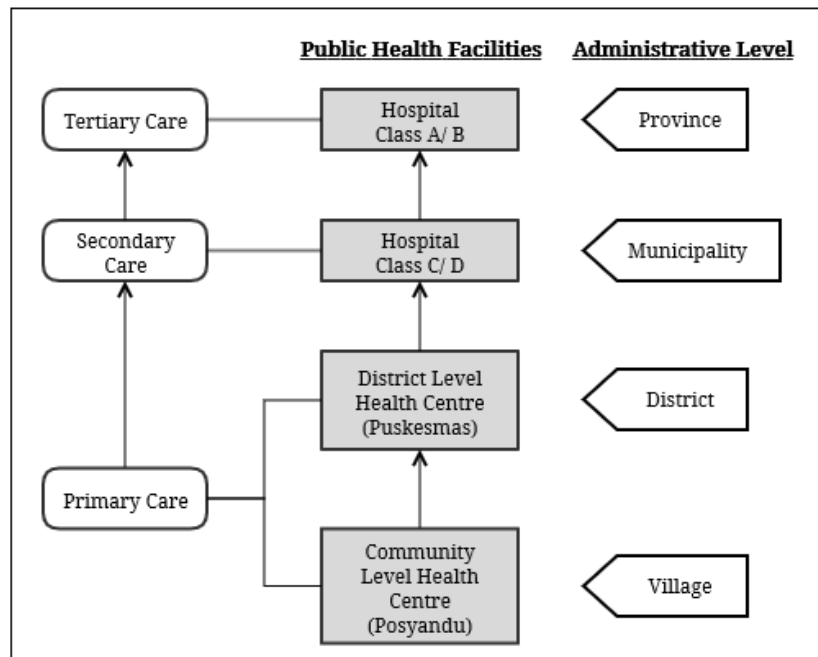 Public Health Facilities
Administrative Level
Tertiary Care
Hospital
Class A/ B
Province
Secondary
Care
Hospital
Class C/ D
Municipality
District Level
Health Centre
(Puskesmas)
District
Primary Care
Community
Level Health
Centre
(Posyandu)
Village